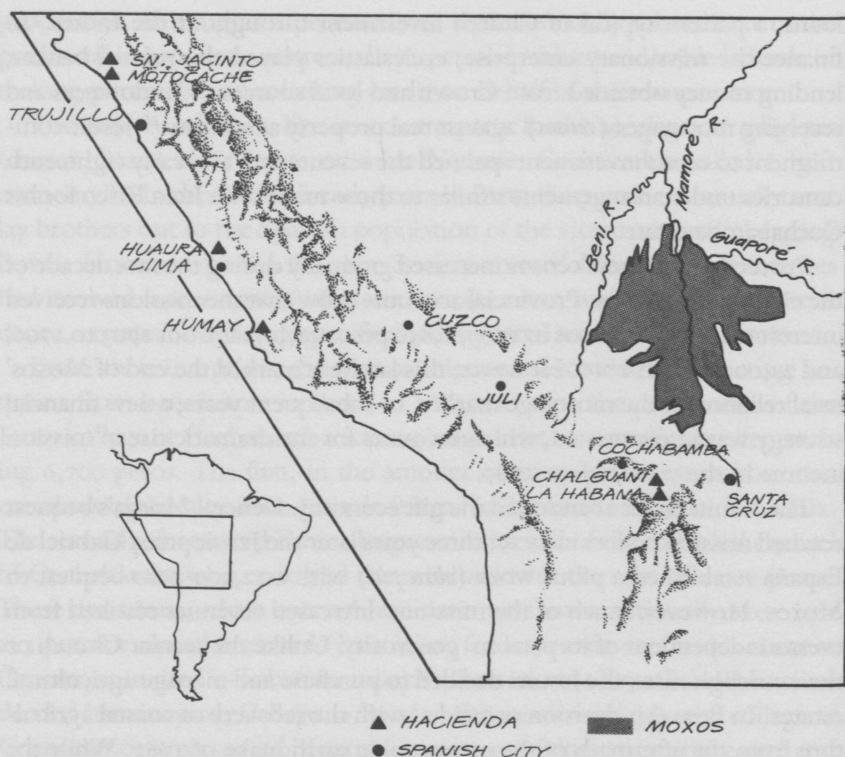 SN. JACINTO
MOTOCACHE
TRUJILLO
HUAURA
LIMA
HUMAY
CUZCO
JULI
Beni R.
Mamoré R.
Guaporé R.
COCHABAMBA
CHALGUANI
LA HABANA
SANTA
CRUZ
HACIENDA
MOXOS
SPANISH CITY